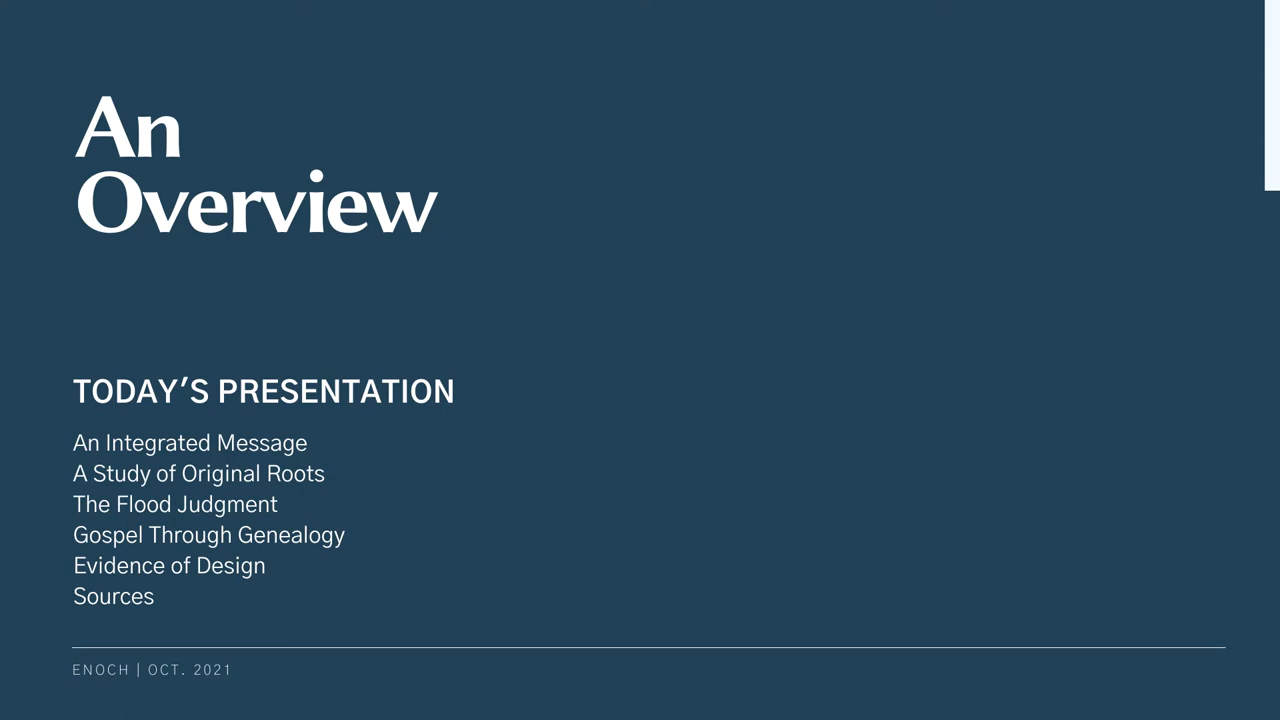 An
Overview
TODAY’S PRESENTATION
An Integrated Message
A Study of Original Roots
The Flood Judgment
Gospel Through Genealogy
Evidence of Design
Sources
ENOCH | OCT. 2021